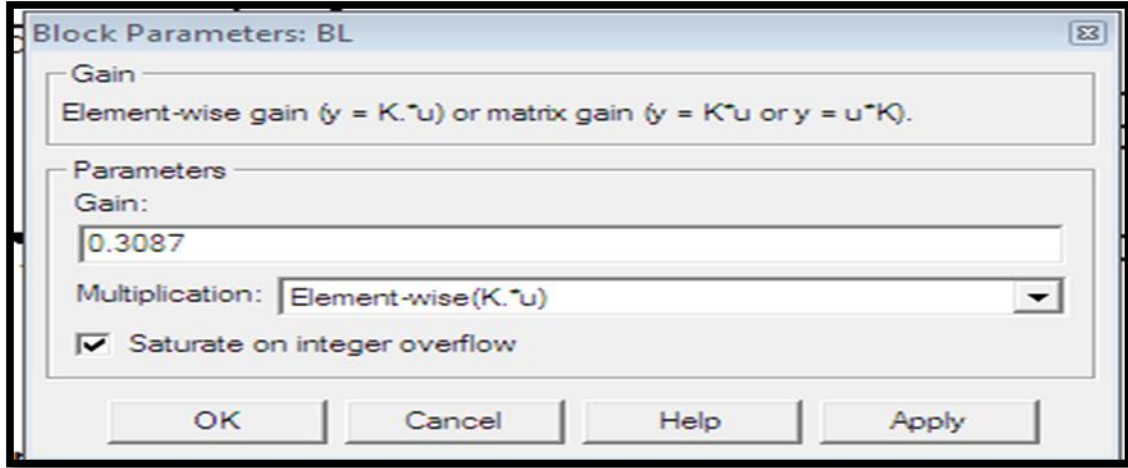 Block Parameters: BL
Gain
Element-wise gain (y = K.*u) or matrix gain (y = K*u or y = u*K).
Parameters
Gain:
0.3087
Multiplication: Element-wise(K.*u)
Saturate on integer overflow
OK Cancel Help Apply